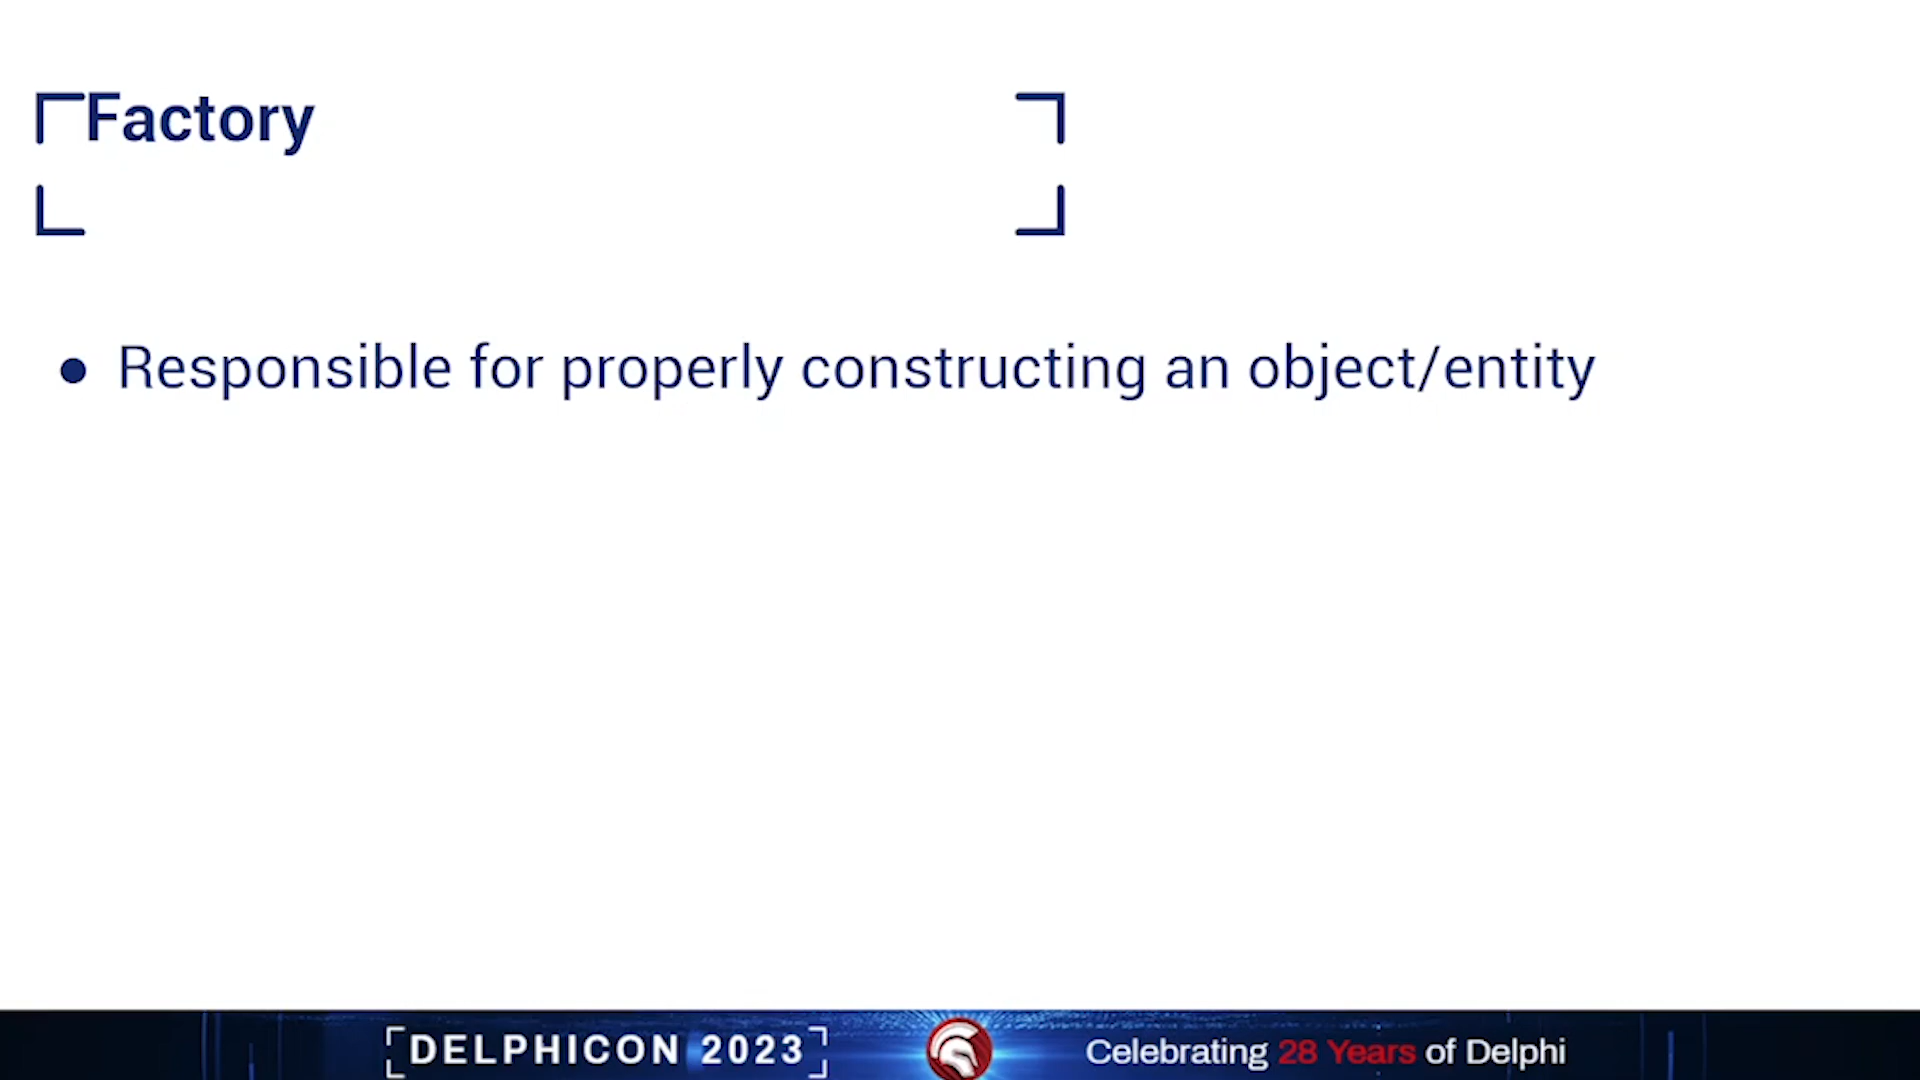 Factory
● Responsible for properly constructing an object/entity
DELPHICON 2023
Celebrating 28 Years of Delphi